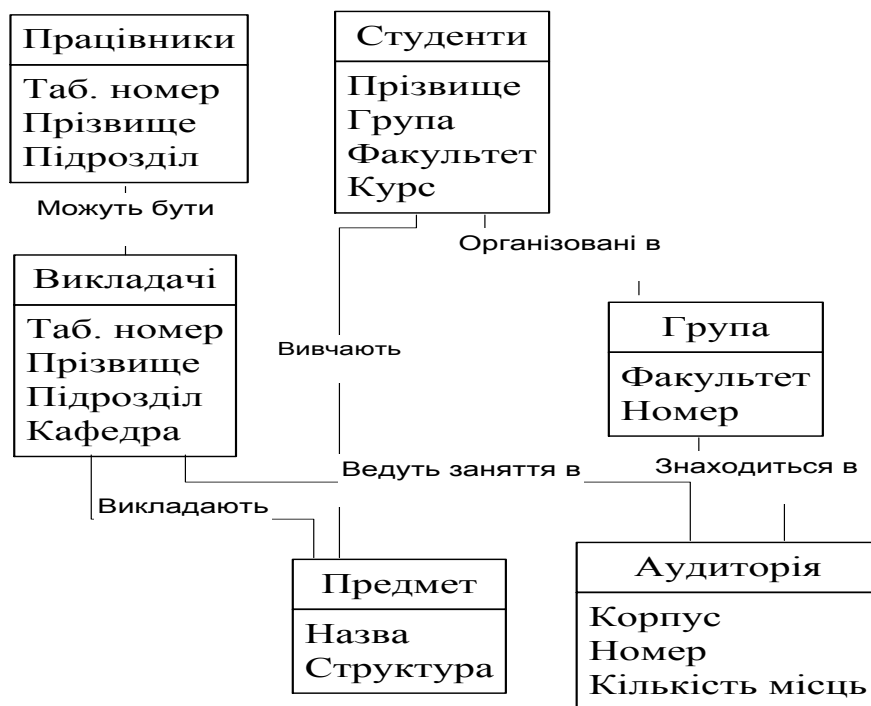 Працівники
Таб. номер
Прізвище
Підрозділ
Студенти
Прізвище
Група
Факультет
Курс
Можуть бути
Організовані в
Викладачі
Таб. номер
Прізвище
Підрозділ
Кафедра
Вивчають
Група
Факультет
Номер
Ведуть заняття в
Знаходиться в
Викладають
Предмет
Назва
Структура
Аудиторія
Корпус
Номер
Кількість місць